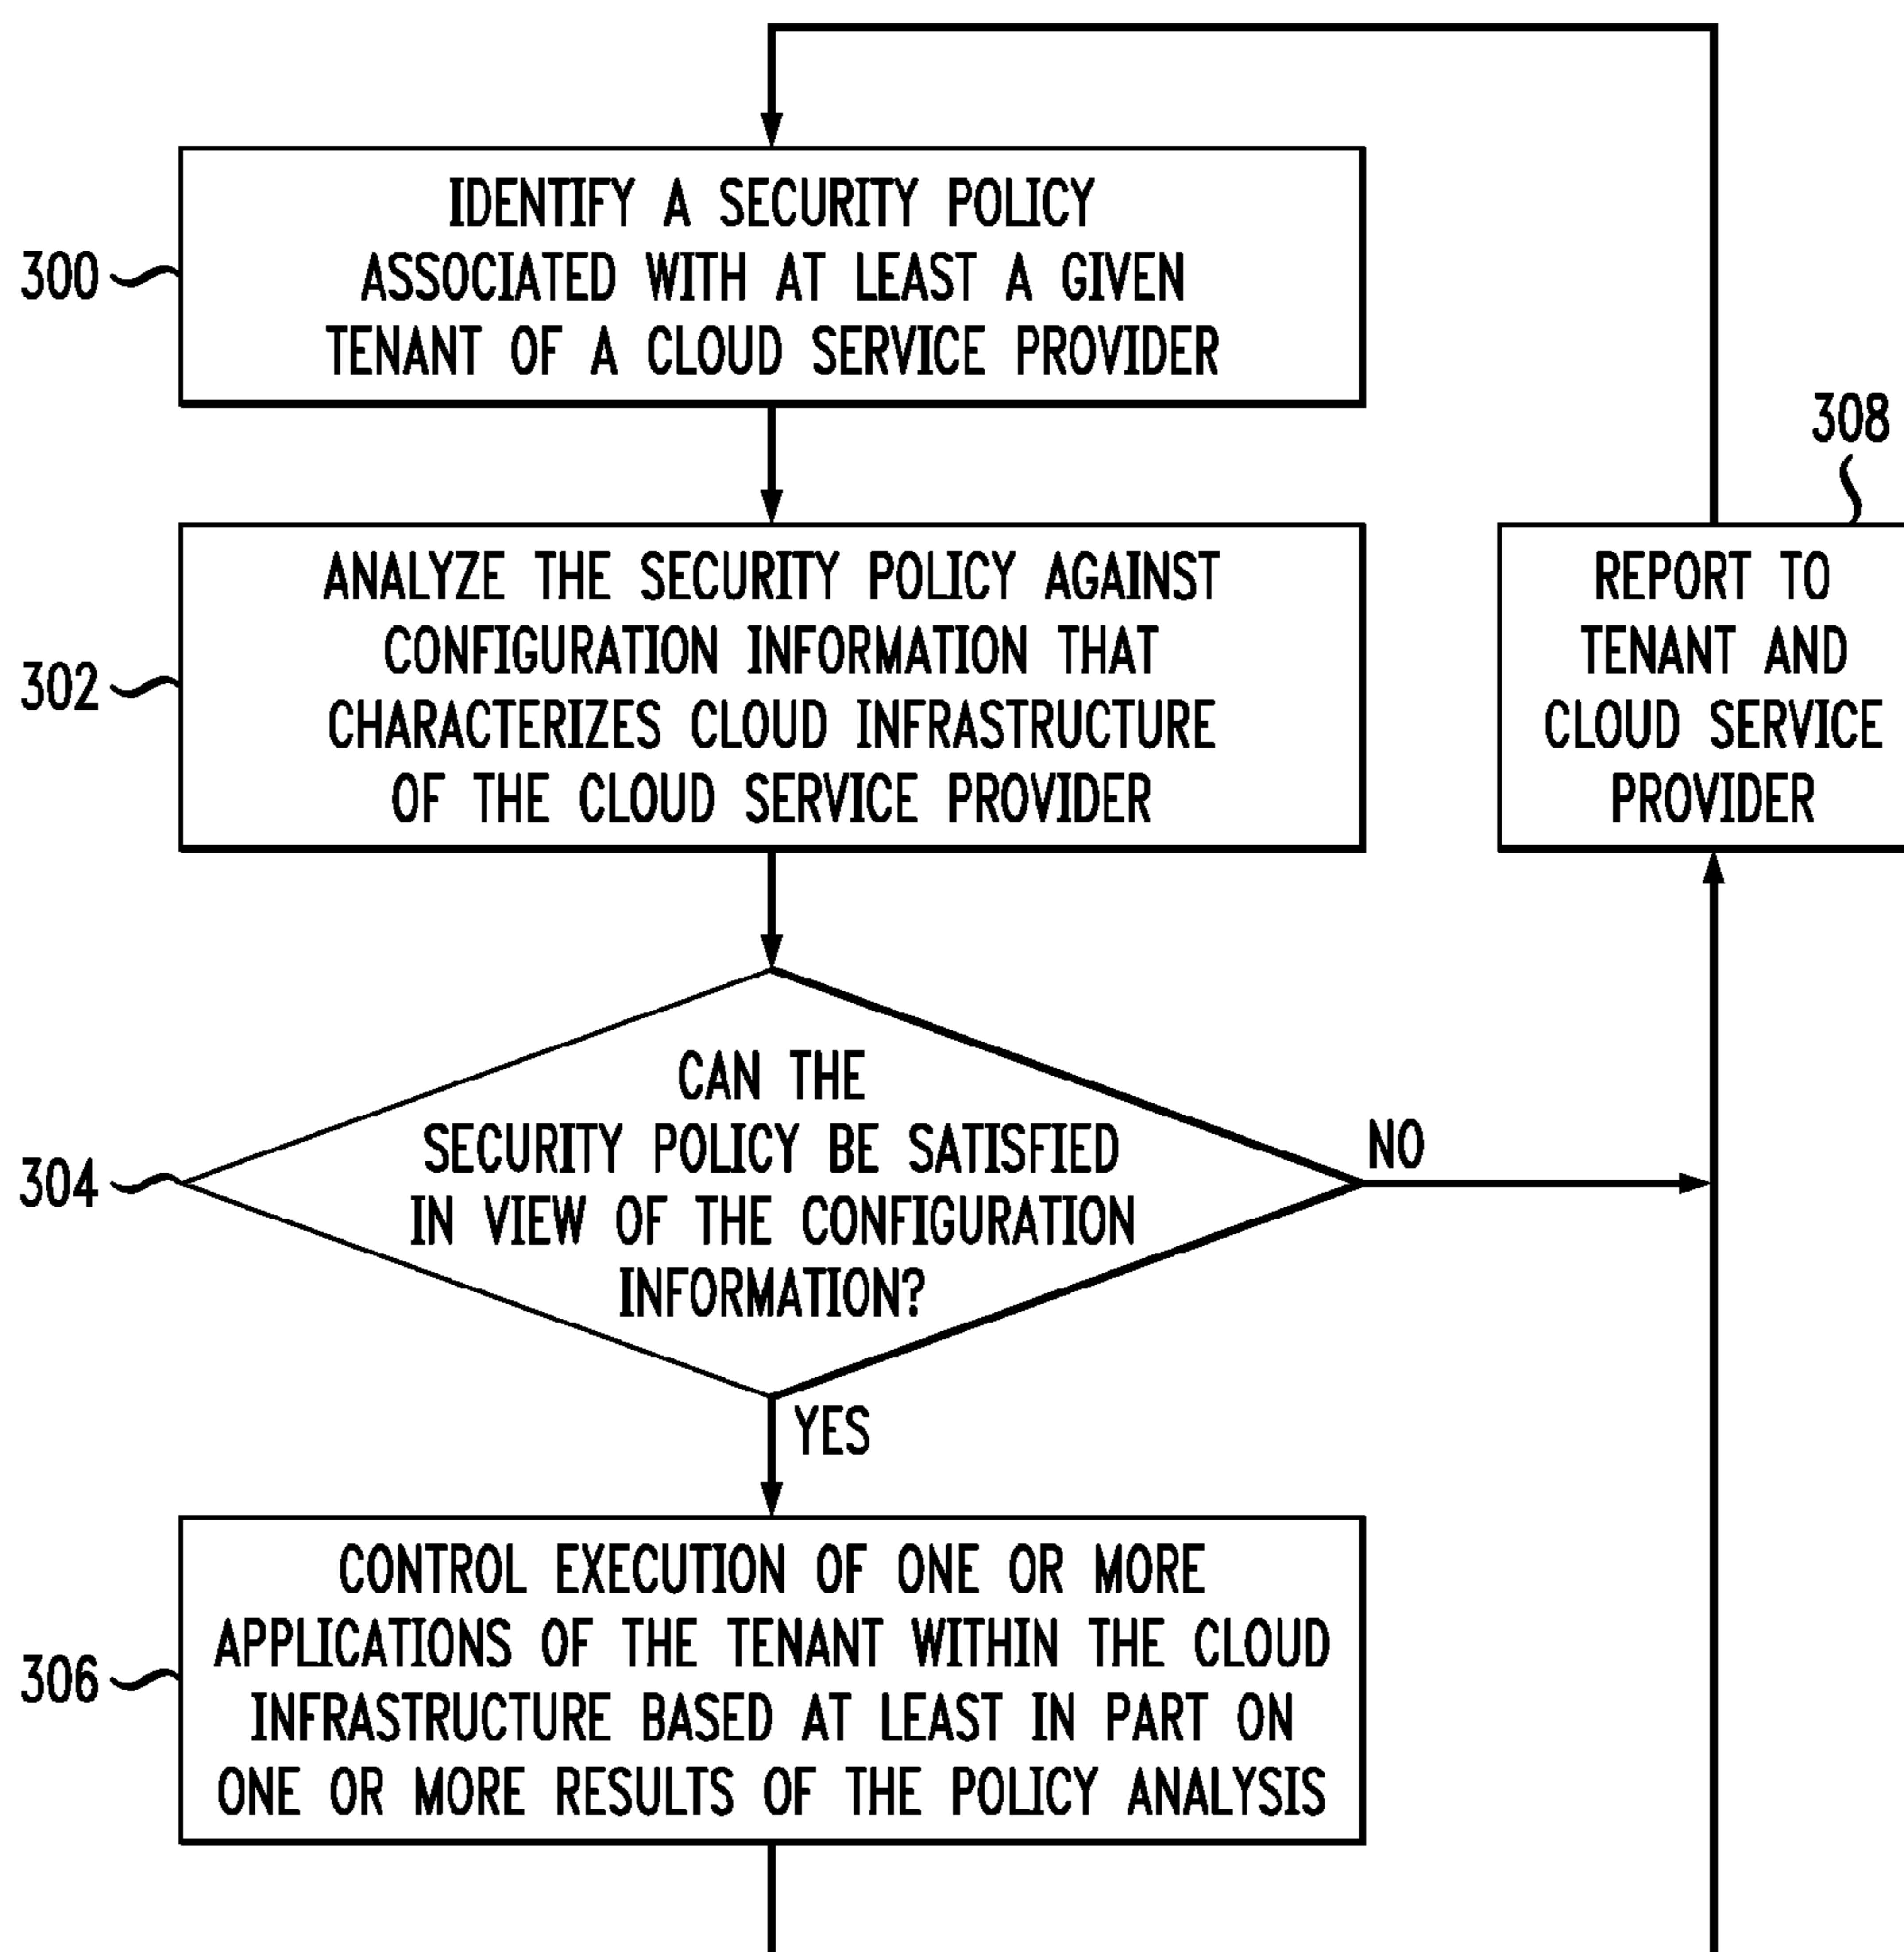 300
IDENTIFY A SECURITY POLICY
ASSOCIATED WITH AT LEAST A GIVEN
TENANT OF A CLOUD SERVICE PROVIDER
302
ANALYZE THE SECURITY POLICY AGAINST
CONFIGURATION INFORMATION THAT
CHARACTERIZES CLOUD INFRASTRUCTURE
OF THE CLOUD SERVICE PROVIDER
308
REPORT TO
TENANT AND
CLOUD SERVICE
PROVIDER
304
CAN THE
SECURITY POLICY BE SATISFIED
IN VIEW OF THE CONFIGURATION
INFORMATION?
NO
YES
306
CONTROL EXECUTION OF ONE OR MORE
APPLICATIONS OF THE TENANT WITHIN THE CLOUD
INFRASTRUCTURE BASED AT LEAST IN PART ON
ONE OR MORE RESULTS OF THE POLICY ANALYSIS